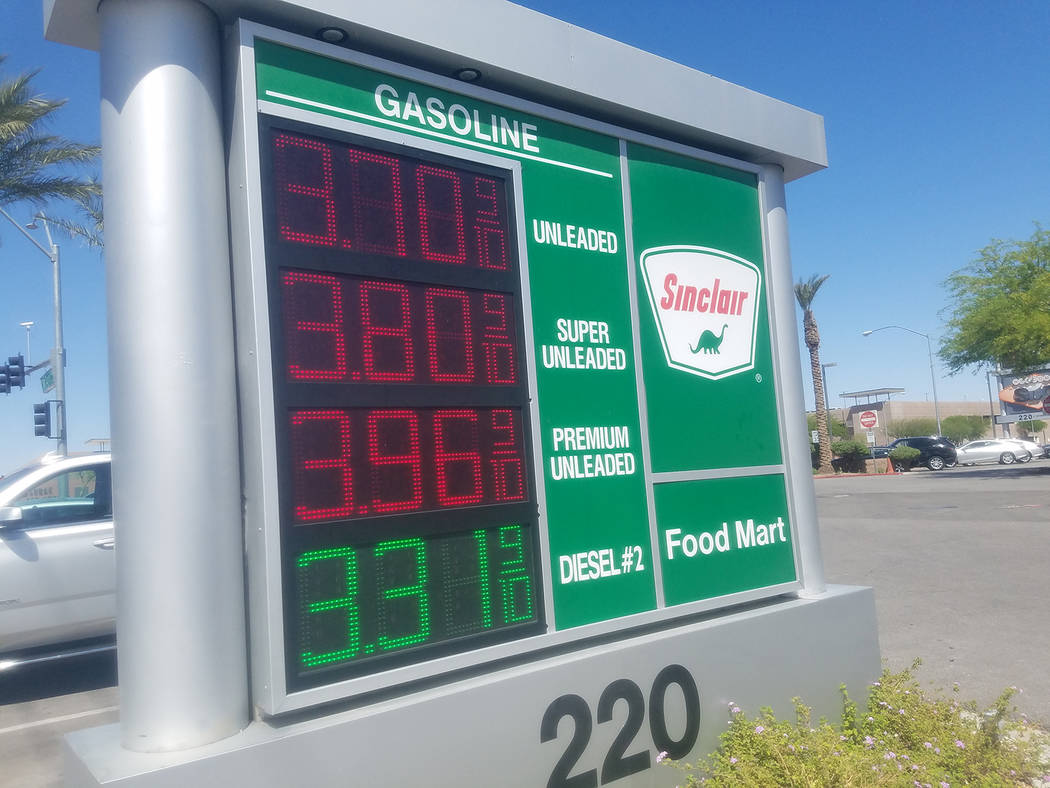 GASOLINE
3.70 9/10
UNLEADED
3.80 9/10
SUPER
UNLEADED
3.96 9/10
PREMIUM
UNLEADED
3.31 9/10
DIESEL #2
Sinclair
®
Food Mart
220
220